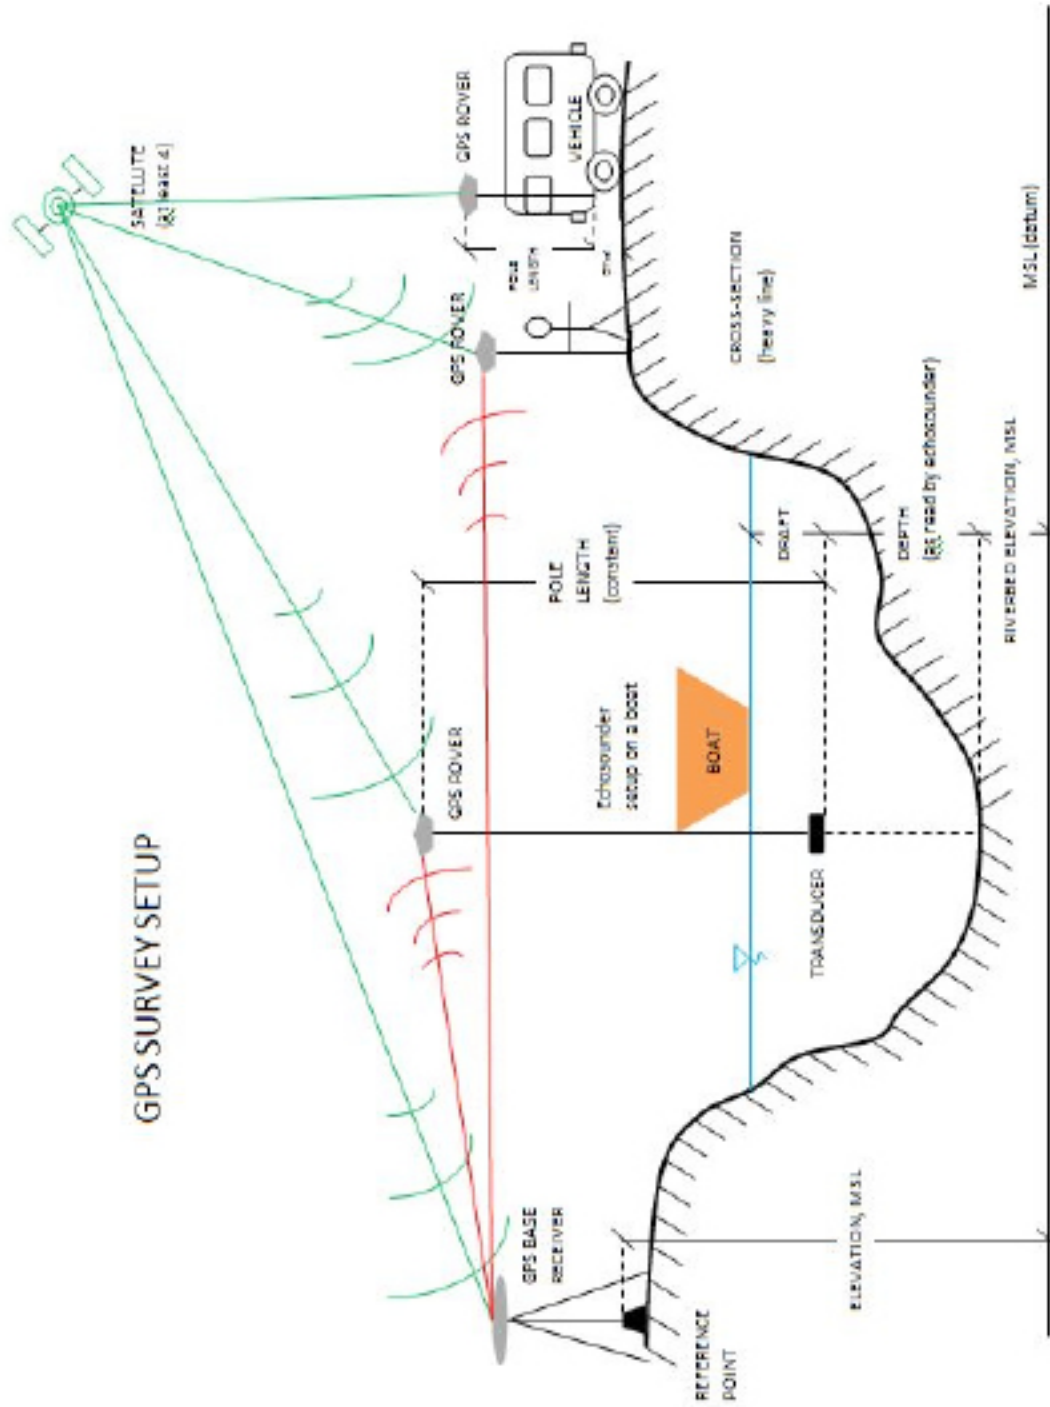 GPS SURVEY SETUP
SATELLITE
(at least 4)
GPS ROVER
GPS ROVER
GPS ROVER
VEHICLE
POLE
LENGTH
POLE
LENGTH
(constant)
Echosounder
setup on a boat
BOAT
GPS BASE
RECEIVER
REFERENCE
POINT
TRANSDUCER
DRAFT
DEPTH
(as read by echosounder)
CROSS-SECTION
(heavy line)
ELEVATION, MSL
RIVERBED ELEVATION, MSL
MSL (datum)